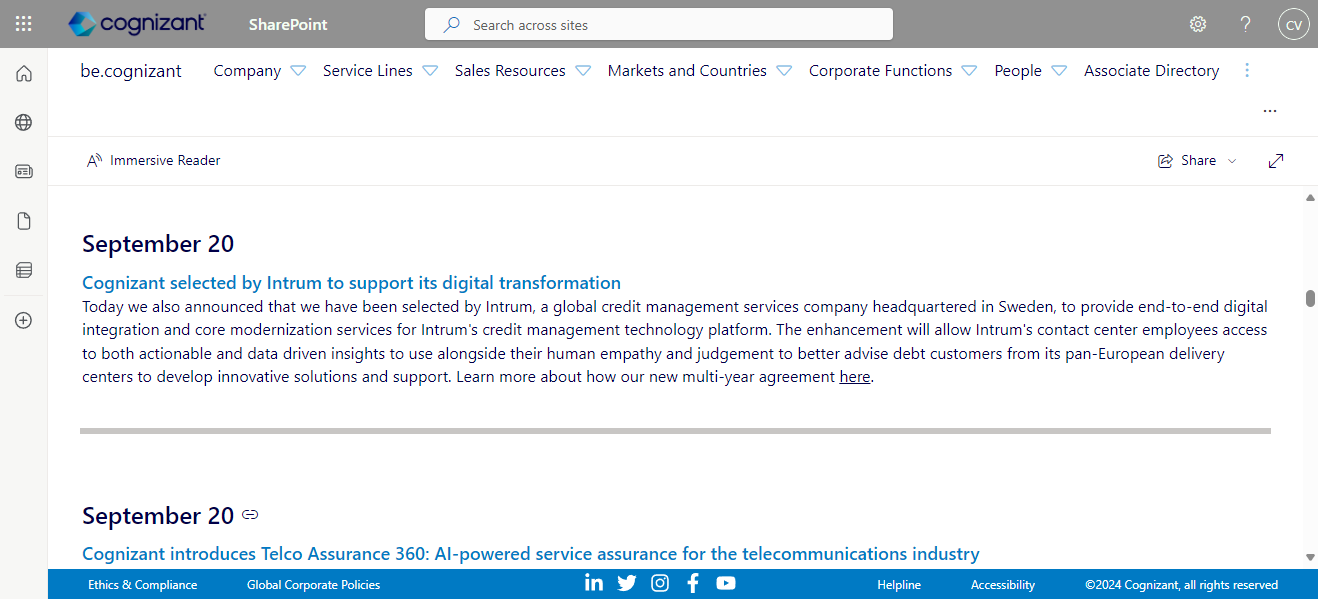 cognizant SharePoint Search across sites ? CV
be.cognizant Company Service Lines Sales Resources Markets and Countries Corporate Functions People Associate Directory
...
Immersive Reader Share
September 20
Cognizant selected by Intrum to support its digital transformation
Today we also announced that we have been selected by Intrum, a global credit management services company headquartered in Sweden, to provide end-to-end digital
integration and core modernization services for Intrum's credit management technology platform. The enhancement will allow Intrum's contact center employees access
to both actionable and data driven insights to use alongside their human empathy and judgement to better advise debt customers from its pan-European delivery
centers to develop innovative solutions and support. Learn more about how our new multi-year agreement here.
September 20
Cognizant introduces Telco Assurance 360: AI-powered service assurance for the telecommunications industry
Ethics & Compliance Global Corporate Policies Helpline Accessibility ©2024 Cognizant, all rights reserved